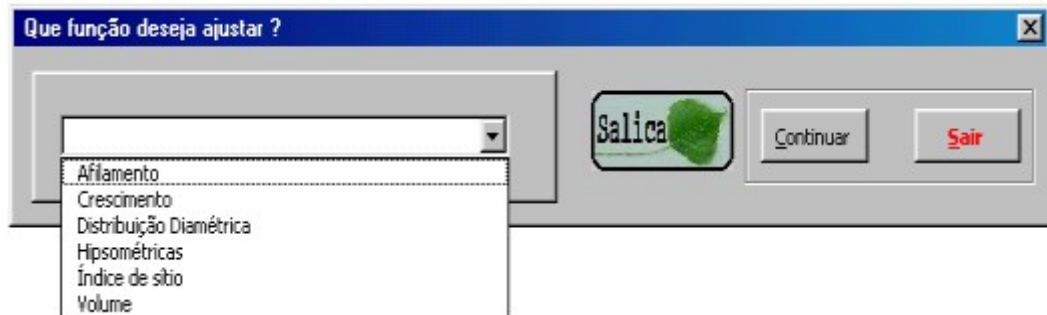 Que função deseja ajustar ?
Salica
Continuar
Sair
Afilamento
Crescimento
Distribuição Diamétrica
Hipsométricas
Índice de sítio
Volume